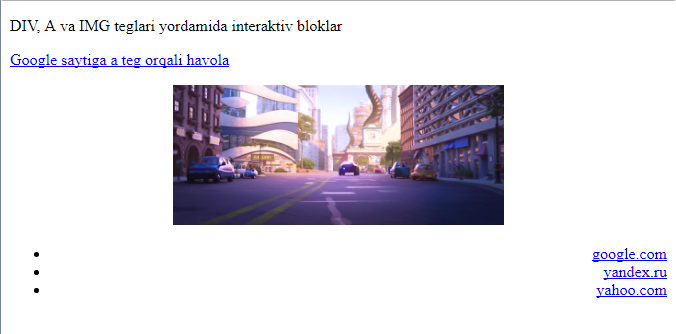 DIV, A va IMG teglari yordamida interaktiv bloklar
Google saytiga a teg orqali havola
google.com
yandex.ru
yahoo.com